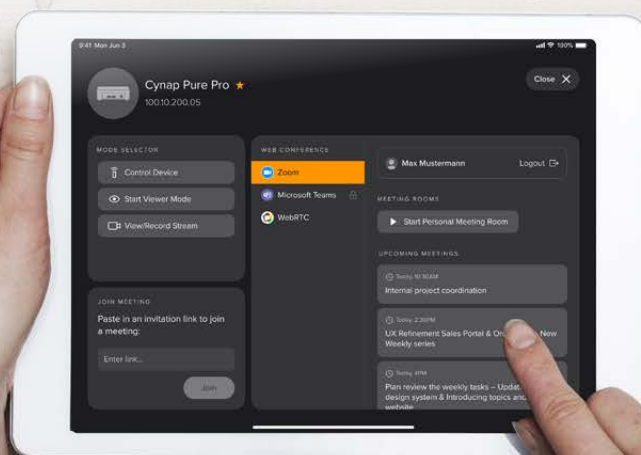 9:41 Mon Jun 3
100%
Cynap Pure Pro
100.10.200.05
Close X
MODE SELECTOR
Control Device
Start Viewer Mode
View/Record Stream
JOIN MEETING
Paste in an invitation link to join
a meeting:
Enter link...
Join
WEB CONFERENCE
Zoom
Microsoft Teams
WebRTC
Max Mustermann
Logout
MEETING ROOMS
Start Personal Meeting Room
UPCOMING MEETINGS
Today, 10:30AM
Internal project coordination
Today, 2:30PM
UX Refinement Sales Portal & New
Weekly series
Today, 4PM
Plan review the weekly tasks –
design system & Introducing topics
website